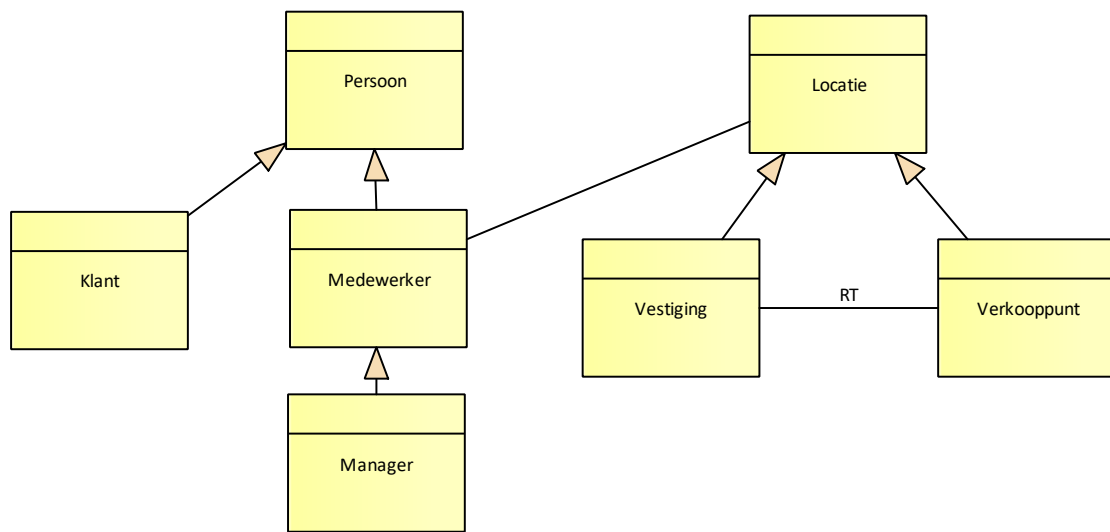 Persoon
Locatie
Klant
Medewerker
Vestiging
RT
Verkooppunt
Manager